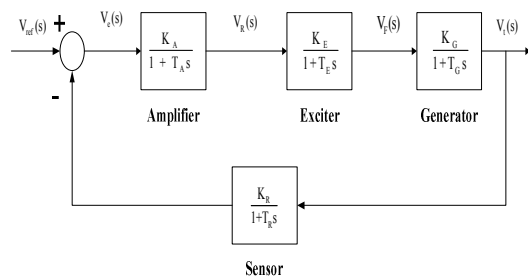 V_ref(s) + V_e(s) V_R(s) V_F(s) V_t(s)
K_A K_E K_G
1 + T_A s 1+T_E s 1+T_G s
-
Amplifier Exciter Generator
K_R
1+T_R s
Sensor